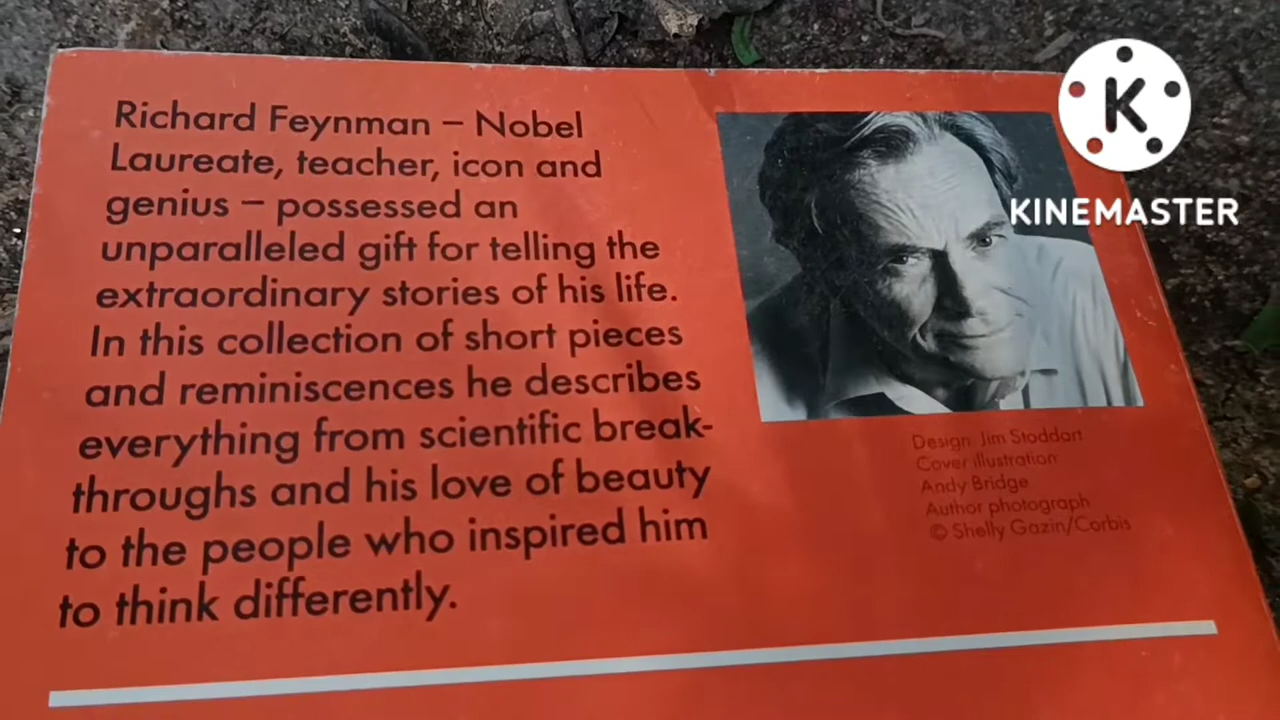 Richard Feynman – Nobel
Laureate, teacher, icon and
genius – possessed an
unparalleled gift for telling the
extraordinary stories of his life.
In this collection of short pieces
and reminiscences he describes
everything from scientific break-
throughs and his love of beauty
to the people who inspired him
to think differently.
K
KINEMASTER
Design: Jim Stoddart
Cover illustration:
Andy Bridge
Author photograph
© Shelly Gazin/Corbis